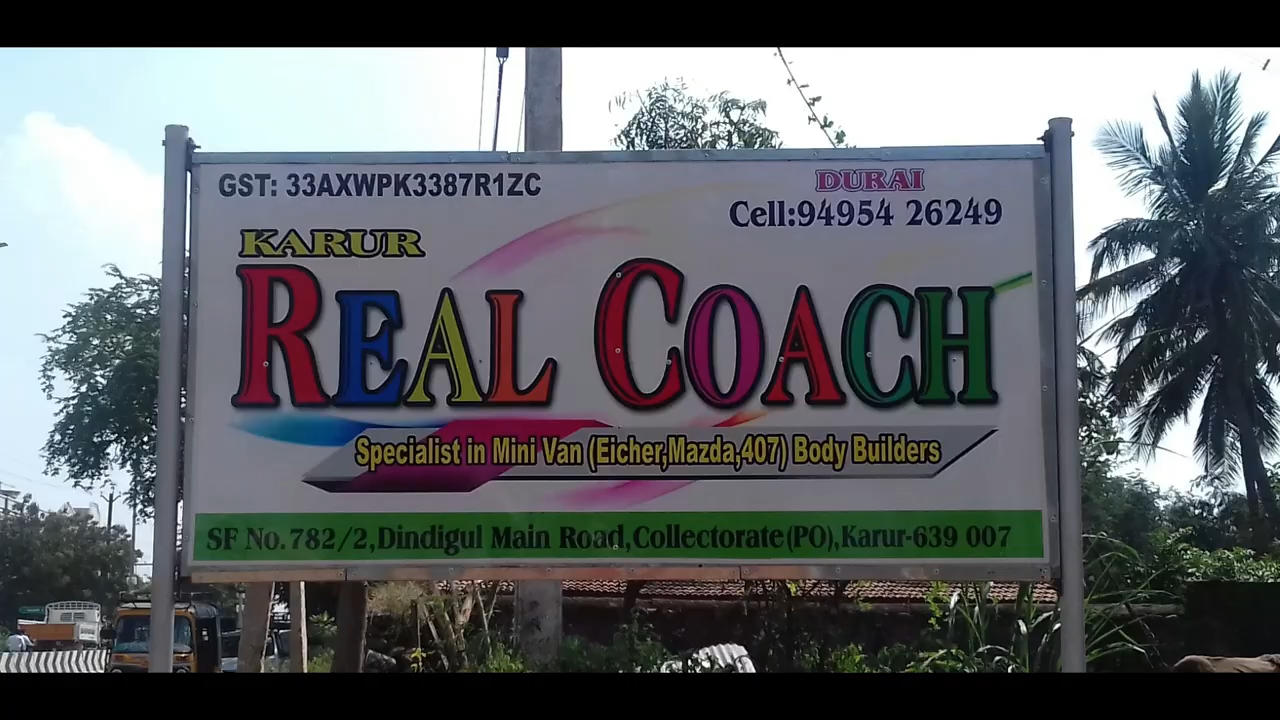 GST: 33AXWPK3387R1ZC
DURAI
Cell:94954 26249
KARUR
REAL COACH
Specialist in Mini Van (Eicher,Mazda,407) Body Builders
SF No.782/2,Dindigul Main Road,Collectorate(PO),Karur-639 007